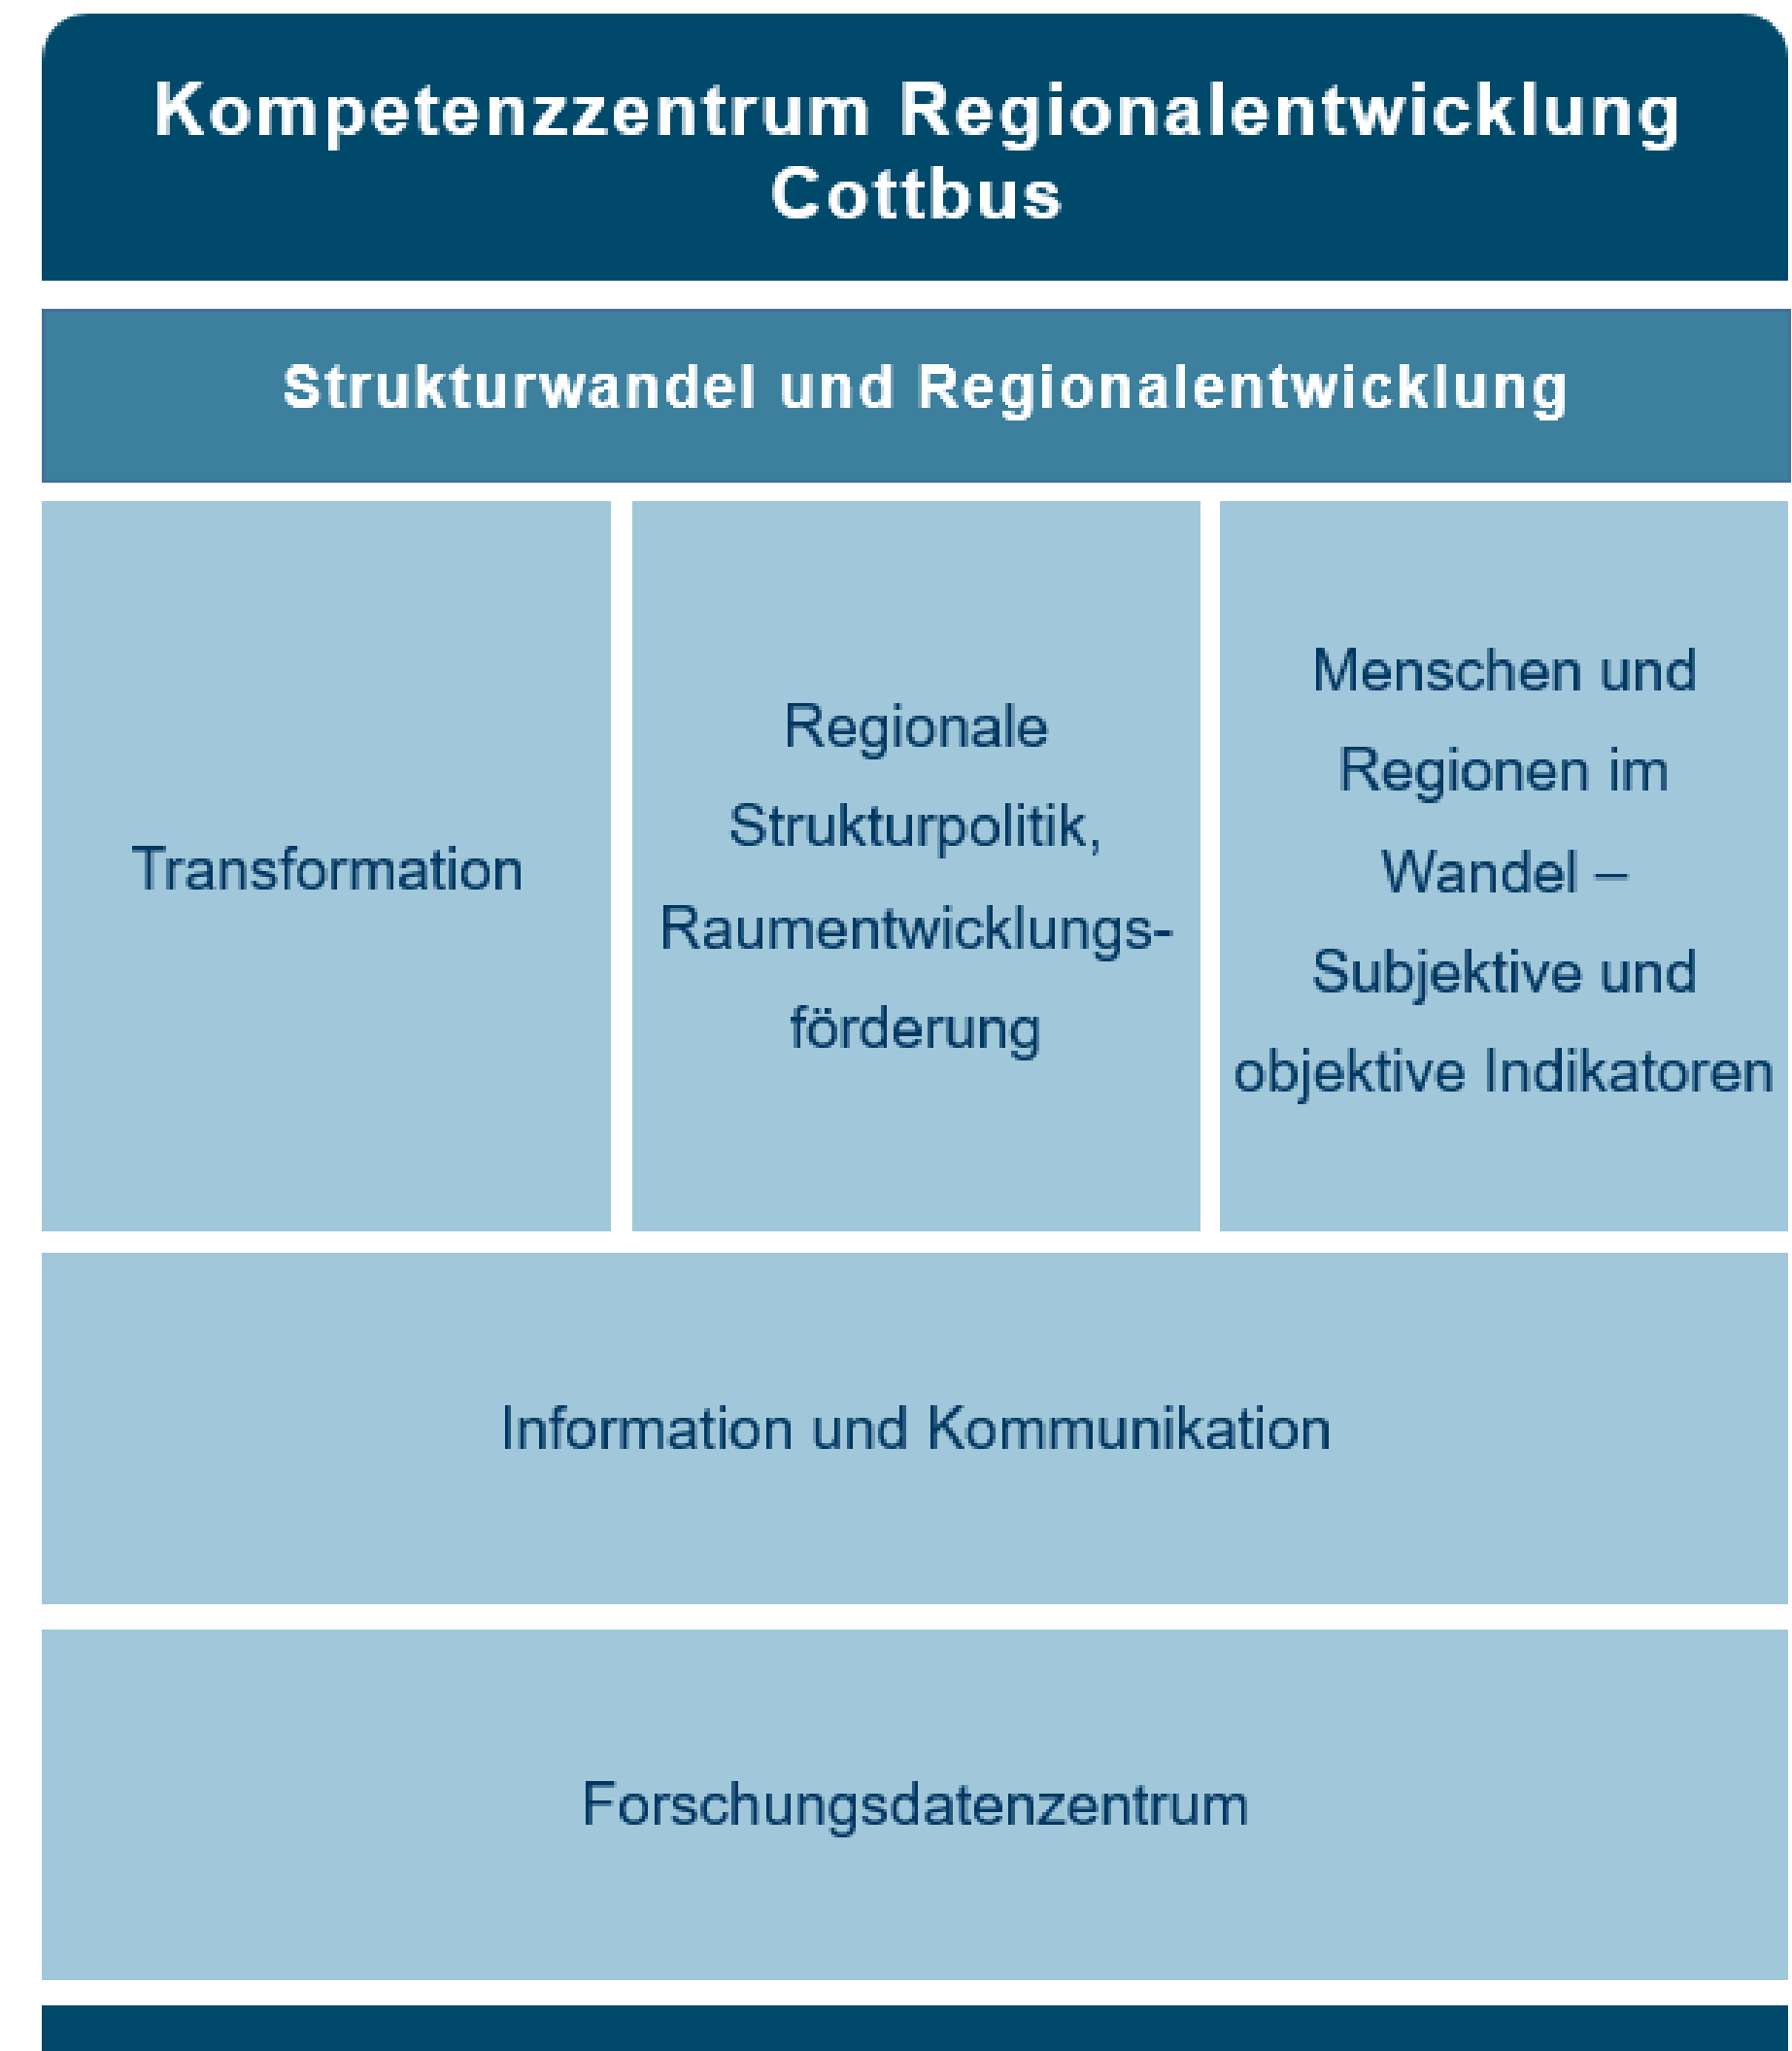 Kompetenzzentrum Regionalentwicklung
Cottbus
Strukturwandel und Regionalentwicklung
Transformation
Regionale
Strukturpolitik,
Raumentwicklungs-
förderung
Menschen und
Regionen im
Wandel –
Subjektive und
objektive Indikatoren
Information und Kommunikation
Forschungsdatenzentrum